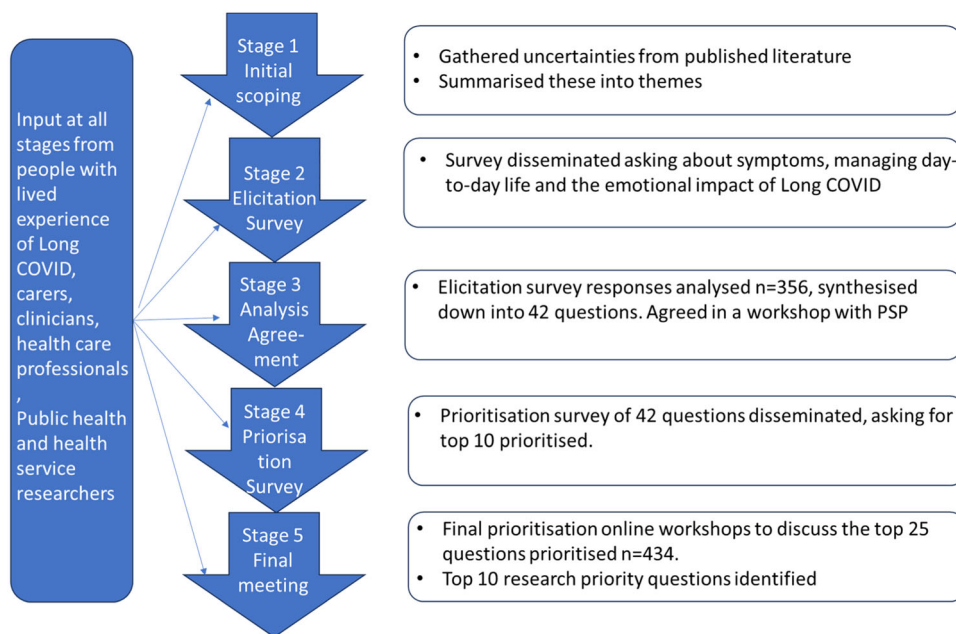 Input at all
stages from
people with
lived
experience
of Long
COVID,
carers,
clinicians,
health care
professionals
,
Public health
and health
service
researchers
Stage 1
Initial
scoping
• Gathered uncertainties from published literature
• Summarised these into themes
Stage 2
Elicitation
Survey
• Survey disseminated asking about symptoms, managing day-
to-day life and the emotional impact of Long COVID
Stage 3
Analysis
Agree-
ment
• Elicitation survey responses analysed n=356, synthesised
down into 42 questions. Agreed in a workshop with PSP
Stage 4
Priorisa
tion
Survey
• Prioritisation survey of 42 questions disseminated, asking for
top 10 prioritised.
Stage 5
Final
meeting
• Final prioritisation online workshops to discuss the top 25
questions prioritised n=434.
• Top 10 research priority questions identified